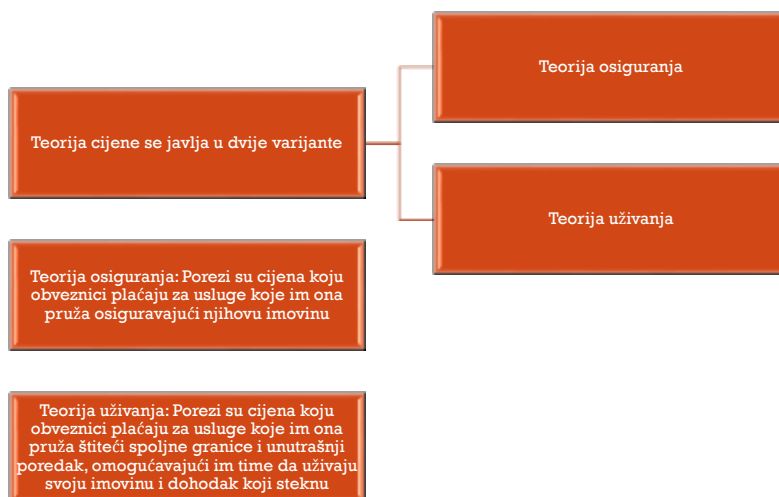 Teorija osiguranja
Teorija cijene se javlja u dvije varijante
Teorija uživanja
Teorija osiguranja: Porezi su cijena koju
obveznici plaćaju za usluge koje im ona
pruža osiguravajući njihovu imovinu
Teorija uživanja: Porezi su cijena koju
obveznici plaćaju za usluge koje im ona
pruža štiteći spoljne granice i unutrašnji
poredak, omogućavajući im time da uživaju
svoju imovinu i dohodak koji steknu